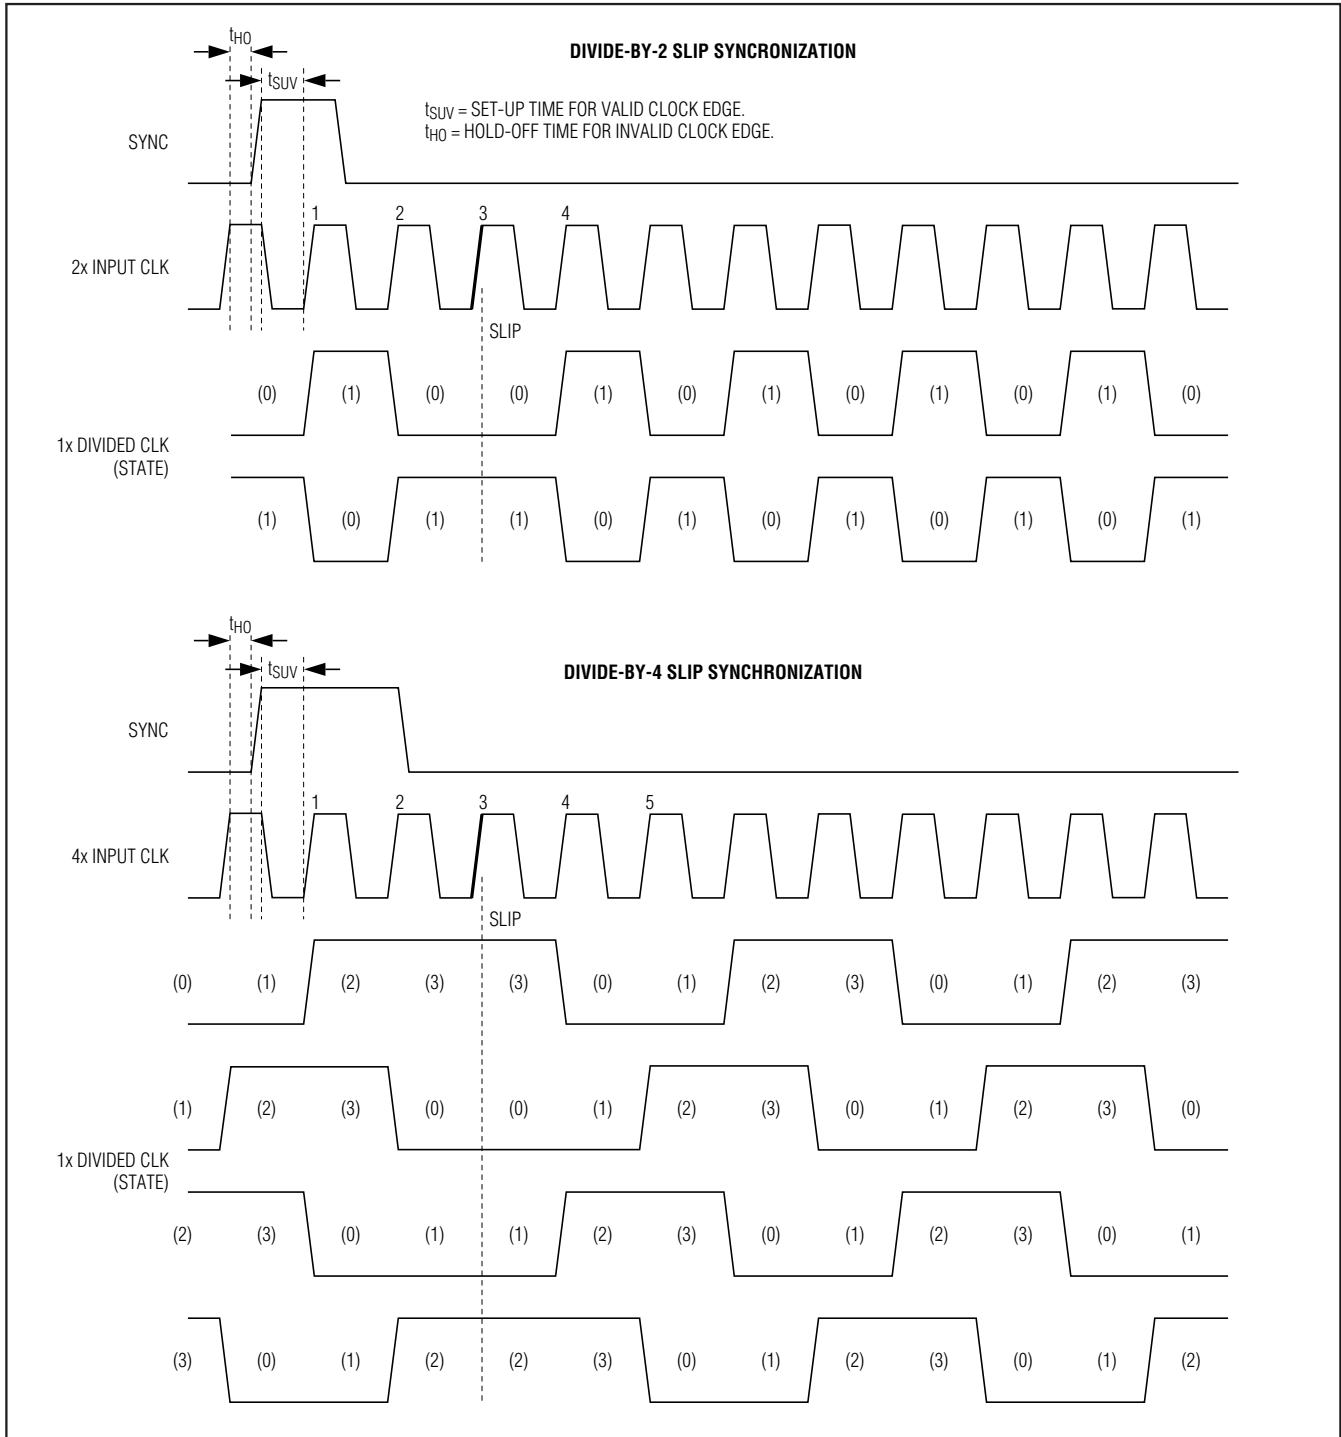 tHO
DIVIDE-BY-2 SLIP SYNCRONIZATION
tSUV
tSUV = SET-UP TIME FOR VALID CLOCK EDGE.
tHO = HOLD-OFF TIME FOR INVALID CLOCK EDGE.
SYNC
1 2 3 4
2x INPUT CLK
SLIP
(0) (1) (0) (0) (1) (0) (1) (0) (1) (0) (1) (0)
1x DIVIDED CLK
(STATE)
(1) (0) (1) (1) (0) (1) (0) (1) (0) (1) (0) (1)
tHO
tSUV
DIVIDE-BY-4 SLIP SYNCHRONIZATION
SYNC
1 2 3 4 5
4x INPUT CLK
SLIP
(0) (1) (2) (3) (3) (0) (1) (2) (3) (0) (1) (2) (3)
(1) (2) (3) (0) (0) (1) (2) (3) (0) (1) (2) (3) (0)
1x DIVIDED CLK
(STATE)
(2) (3) (0) (1) (1) (2) (3) (0) (1) (2) (3) (0) (1)
(3) (0) (1) (2) (2) (3) (0) (1) (2) (3) (0) (1) (2)